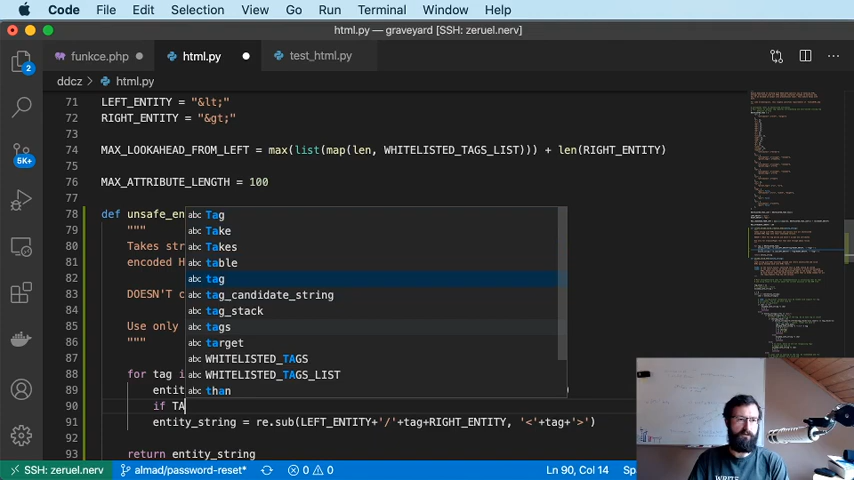 Code File Edit Selection View Go Run Terminal Window Help
html.py — graveyard [SSH: zeruel.nerv]
funkce.php html.py test_html.py
ddcz > html.py
71 LEFT_ENTITY = "&lt;"
72 RIGHT_ENTITY = "&gt;"
73
74 MAX_LOOKAHEAD_FROM_LEFT = max(list(map(len, WHITELISTED_TAGS_LIST))) + len(RIGHT_ENTITY)
75
76 MAX_ATTRIBUTE_LENGTH = 100
77
78 def unsafe_en
79 """
80 Takes str
81 encoded H
82
83 DOESN'T c
84
85 Use only
86 """
87
88 for tag i
89 entit
90 if TA
91 entity_string = re.sub(LEFT_ENTITY+'/'+tag+RIGHT_ENTITY, '<'+tag+'>')
92
93 return entity_string
abc Tag
abc Take
abc Takes
abc table
abc tag
abc tag_candidate_string
abc tag_stack
abc tags
abc target
abc WHITELISTED_TAGS
abc WHITELISTED_TAGS_LIST
abc than
2
5K+
SSH: zeruel.nerv almad/password-reset* 0 0 Ln 90, Col 14 Spa
WRITE